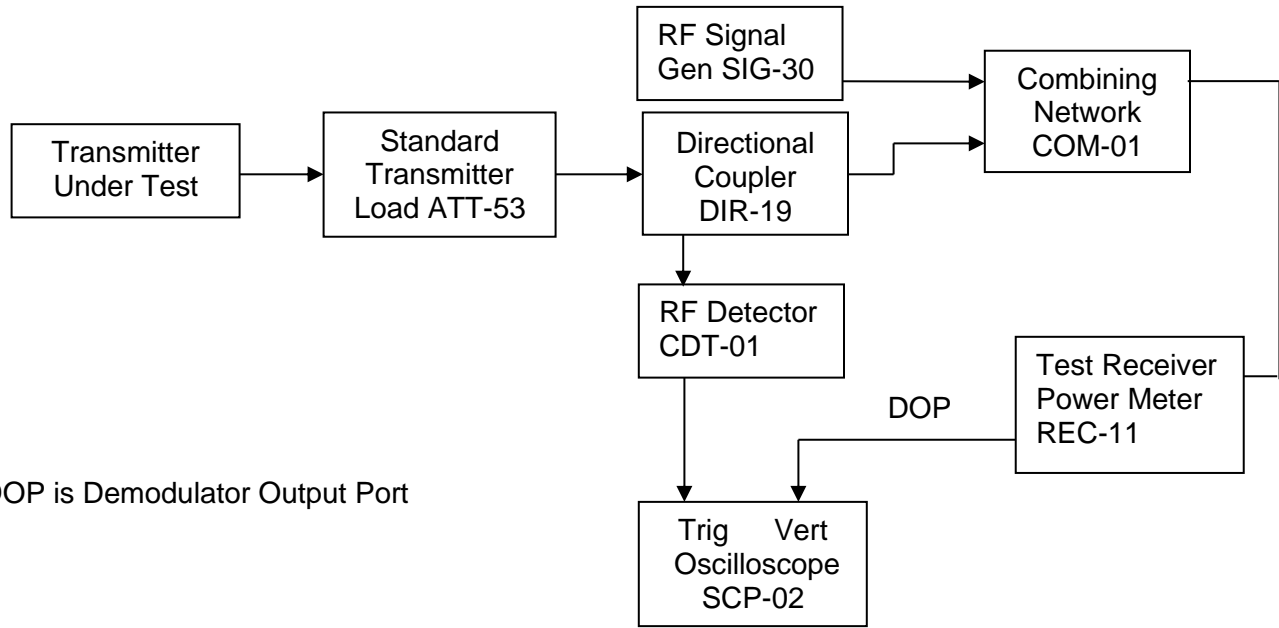 RF Signal
Gen SIG-30
Combining
Network
COM-01
Transmitter
Under Test
Standard
Transmitter
Load ATT-53
Directional
Coupler
DIR-19
RF Detector
CDT-01
Test Receiver
Power Meter
REC-11
DOP
OOP is Demodulator Output Port
Trig Vert
Oscilloscope
SCP-02